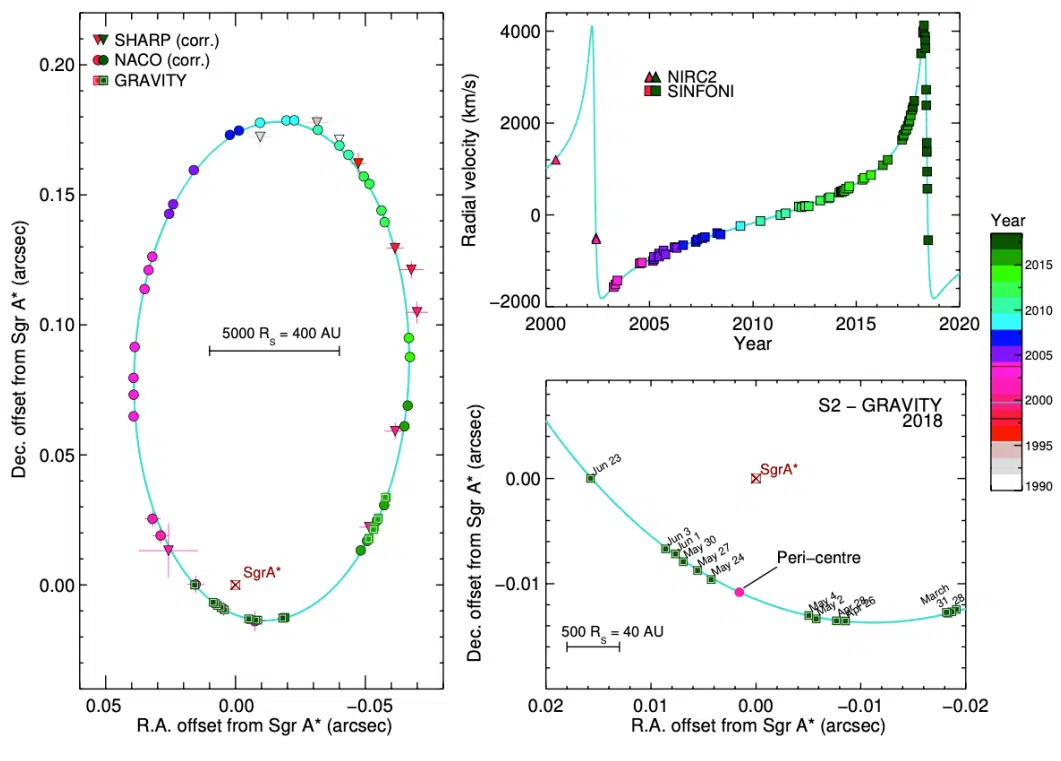 SHARP (corr.)
NACO (corr.)
GRAVITY
0.20
0.15
0.10
0.05
0.00
5000 RS = 400 AU
SgrA*
0.05
0.00
−0.05
Dec. offset from Sgr A* (arcsec)
R.A. offset from Sgr A* (arcsec)
4000
2000
0
−2000
NIRC2
SINFONI
Radial velocity (km/s)
2000
2005
2010
2015
2020
Year
S2 − GRAVITY
2018
0.00
−0.01
Dec. offset from Sgr A* (arcsec)
SgrA*
Jun 23
Jun 3
Jun 1
May 30
May 27
May 24
Peri−centre
May 4
May 2
Apr 28
Apr 26
March
31
28
500 RS = 40 AU
0.02
0.01
0.00
−0.01
−0.02
R.A. offset from Sgr A* (arcsec)
Year
2015
2010
2005
2000
1995
1990